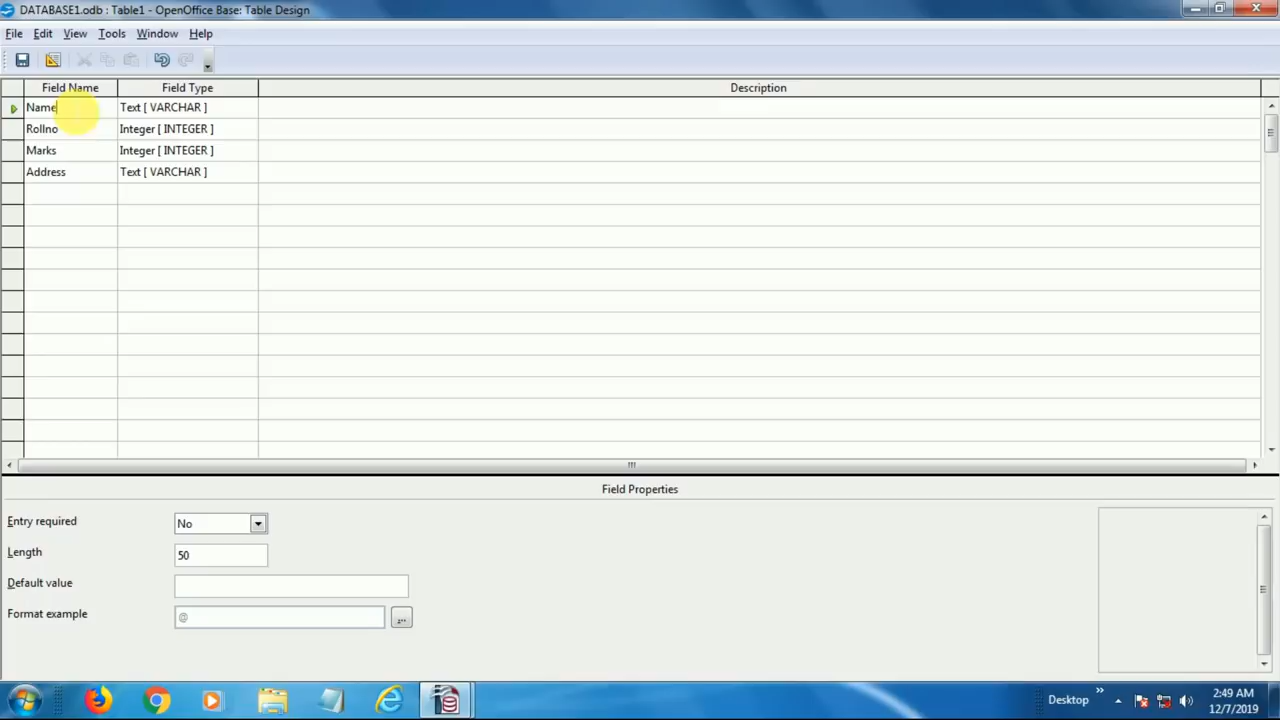 DATABASE1.odb : Table1 - OpenOffice Base: Table Design
File Edit View Tools Window Help
Field Name Field Type Description
Name Text [ VARCHAR ]
Rollno Integer [ INTEGER ]
Marks Integer [ INTEGER ]
Address Text [ VARCHAR ]
Field Properties
Entry required No
Length 50
Default value
Format example @ ...
Desktop » 2:49 AM
12/7/2019